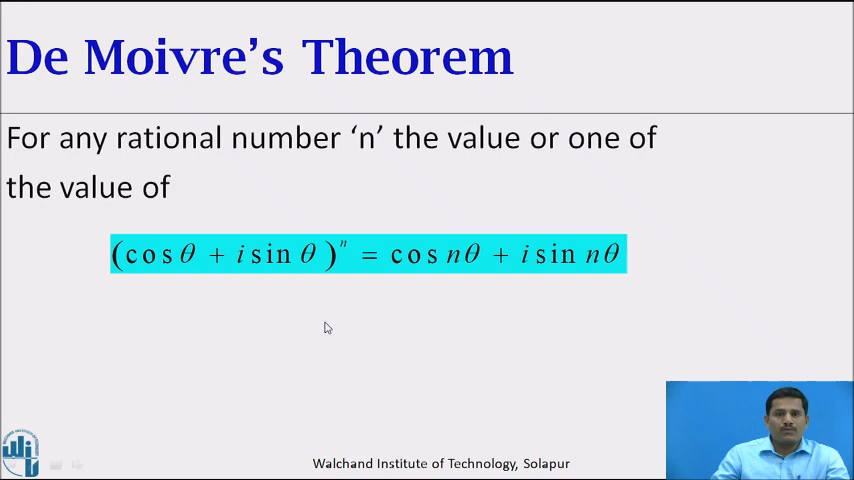 De Moivre's Theorem
For any rational number ‘n’ the value or one of
the value of
(cosθ + i sin θ)ⁿ = cos nθ + i sin nθ
Walchand Institute of Technology, Solapur